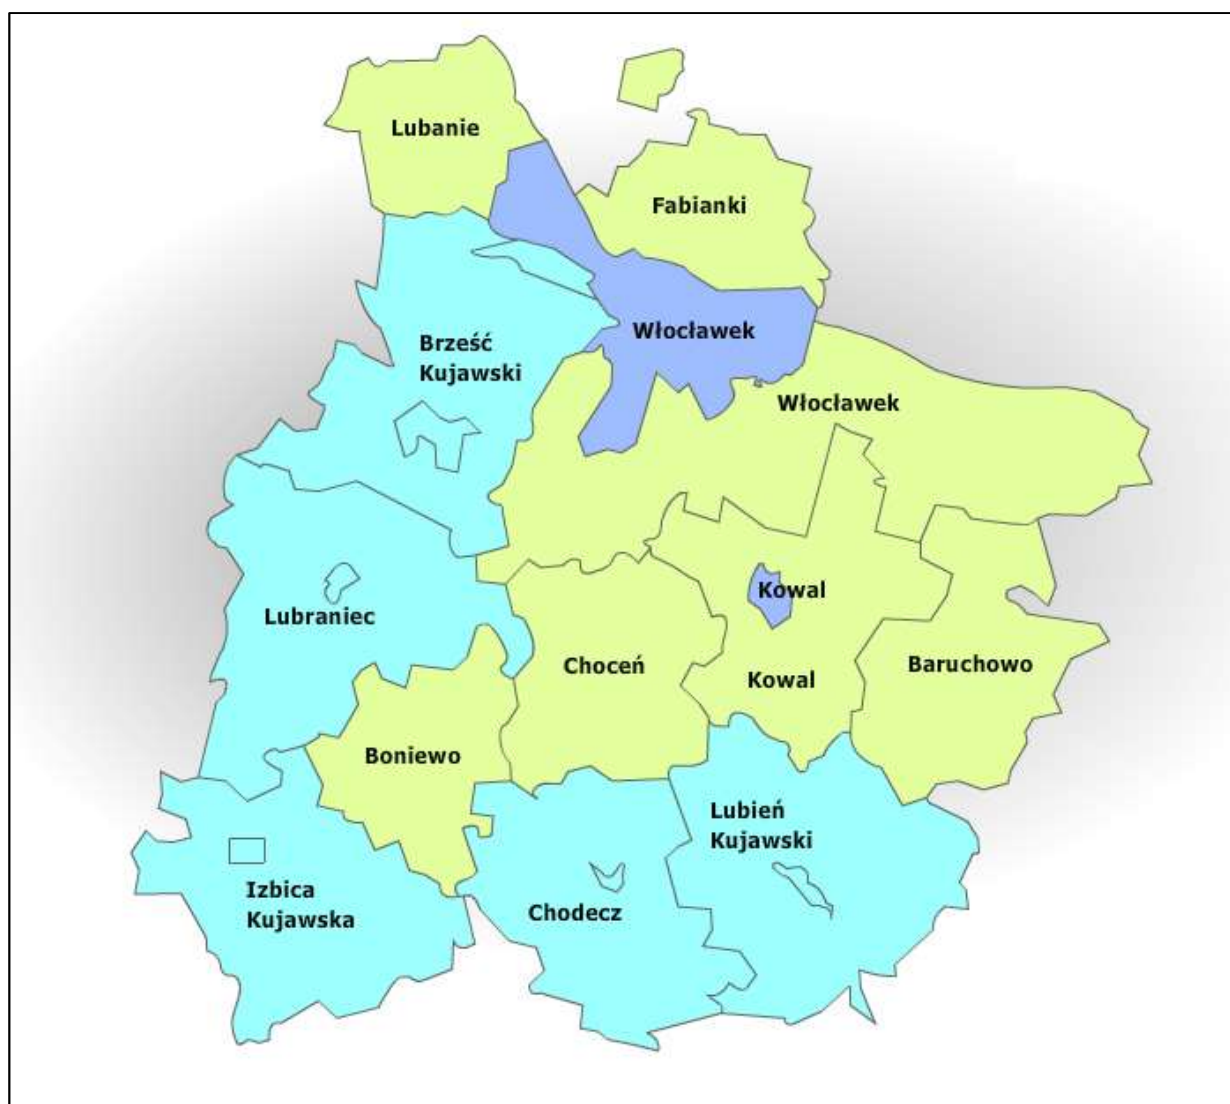 Lubanie
Fabianki
Włocławek
Brześć
Kujawski
Włocławek
Kowal
Lubraniec
Choceń
Baruchowo
Kowal
Boniewo
Lubień
Kujawski
Izbica
Kujawska
Chodecz